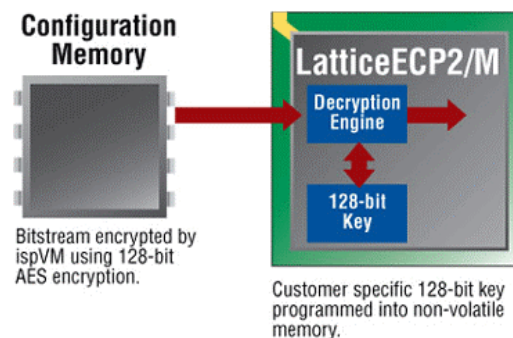 Configuration
Memory
LatticeECP2/M
Decryption
Engine
128-bit
Key
Bitstream encrypted by
ispVM using 128-bit
AES encryption.
Customer specific 128-bit key
programmed into non-volatile
memory.